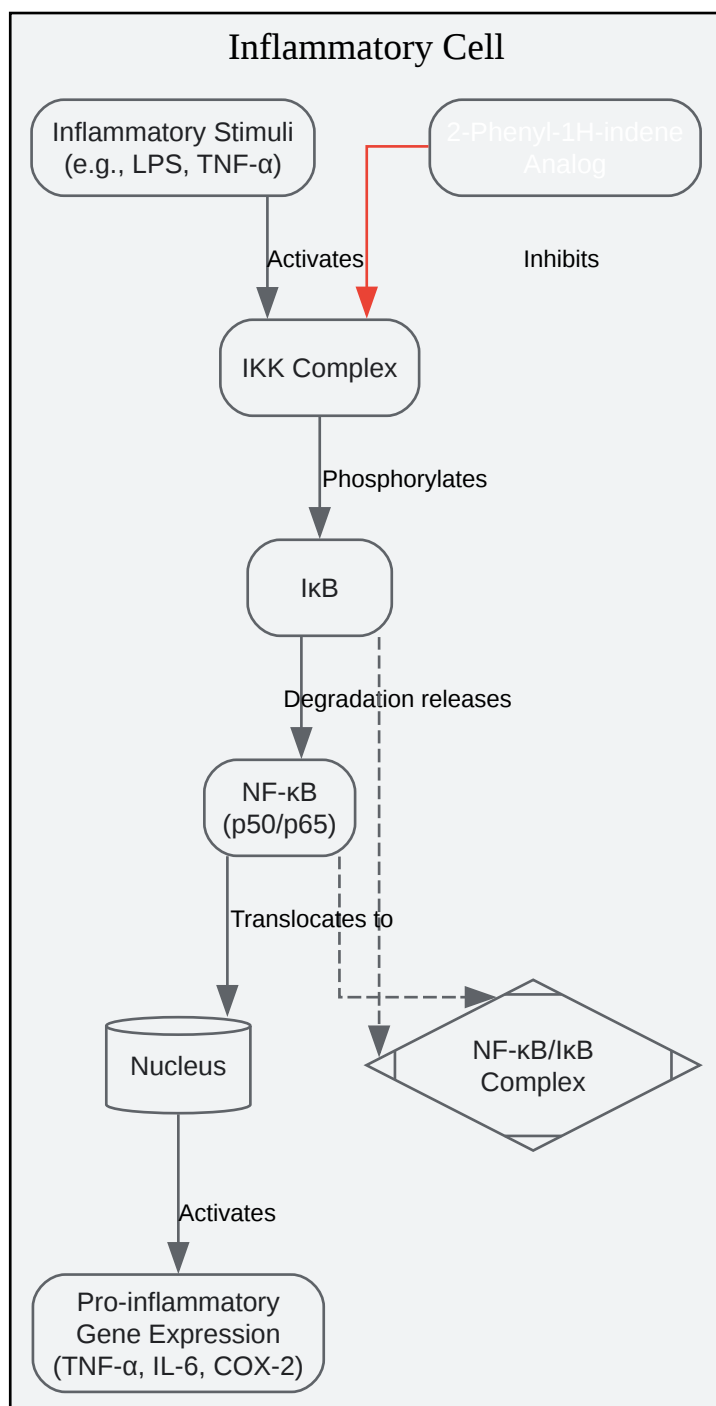 Inflammatory Cell
Inflammatory Stimuli
(e.g., LPS, TNF-α)
2-Phenyl-1H-indene
Analog
Activates
Inhibits
IKK Complex
Phosphorylates
IκB
Degradation releases
NF-κB
(p50/p65)
Translocates to
Nucleus
NF-κB/IκB
Complex
Activates
Pro-inflammatory
Gene Expression
(TNF-α, IL-6, COX-2)